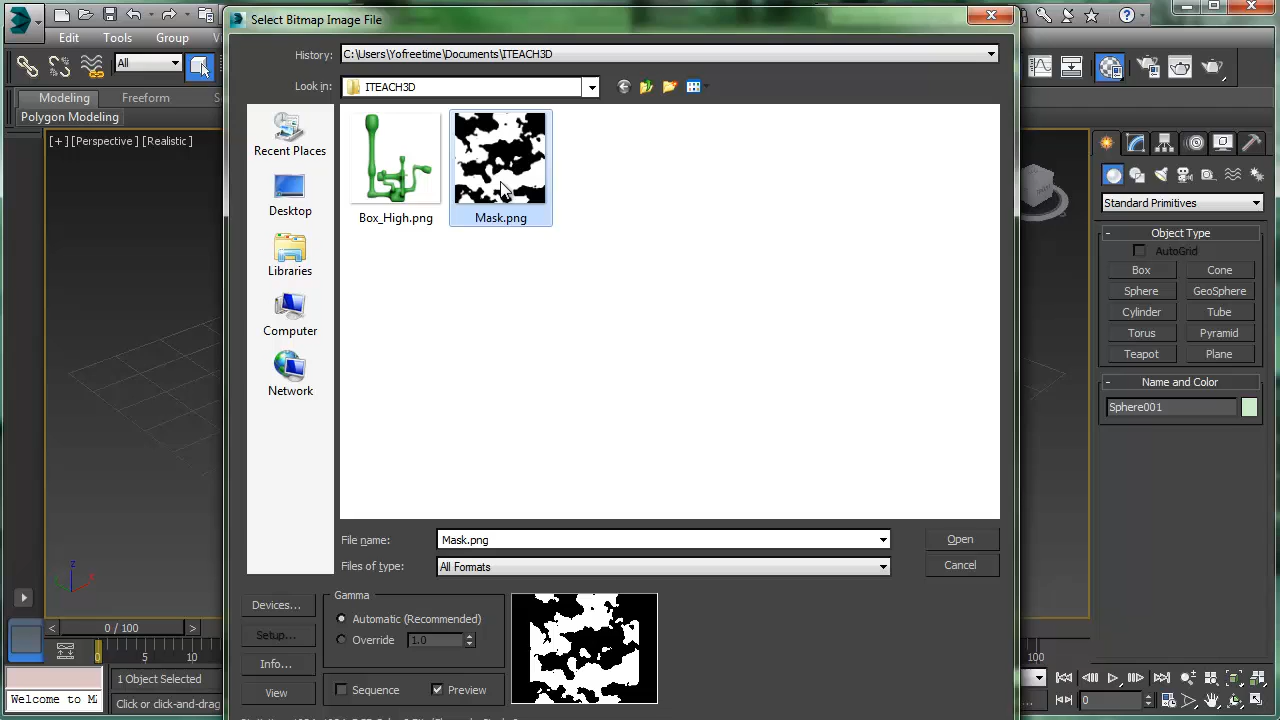 Select Bitmap Image File
Edit Tools Group
History: C:\Users\Yofreetime\Documents\ITEACH3D
All
Look in: ITEACH3D
Modeling Freeform
Polygon Modeling
[+] [Perspective] [Realistic]
Recent Places
Desktop
Libraries
Computer
Network
Box_High.png
Mask.png
Standard Primitives
- Object Type
AutoGrid
Box Cone
Sphere GeoSphere
Cylinder Tube
Torus Pyramid
Teapot Plane
- Name and Color
Sphere001
File name: Mask.png Open
Files of type: All Formats Cancel
Devices...
Setup...
Info...
View
Gamma
Automatic (Recommended)
Override 1.0
Sequence Preview
z
x
< 0 / 100 >
0 5 10 100
1 Object Selected
Welcome to M
Click or click-and-drag
0